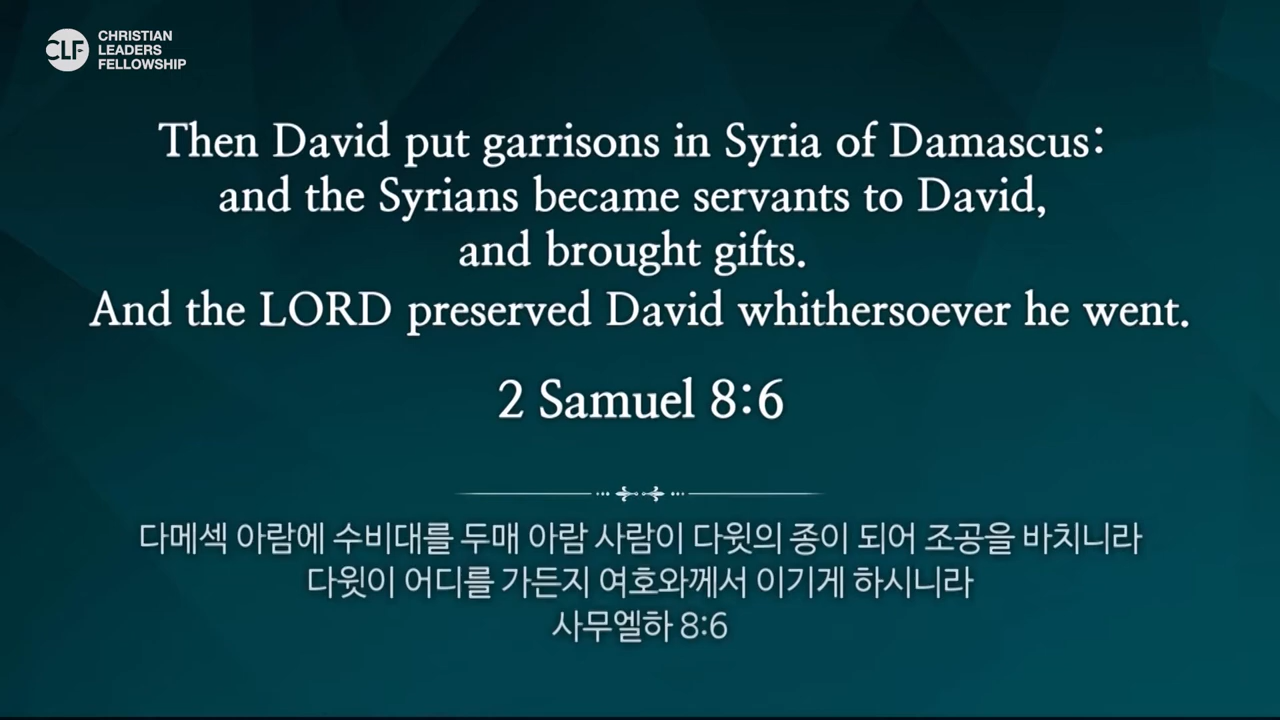 CLF
CHRISTIAN
LEADERS
FELLOWSHIP
Then David put garrisons in Syria of Damascus:
and the Syrians became servants to David,
and brought gifts.
And the LORD preserved David whithersoever he went.
2 Samuel 8:6
다메섹 아람에 수비대를 두매 아람 사람이 다윗의 종이 되어 조공을 바치니라
다윗이 어디를 가든지 여호와께서 이기게 하시니라
사무엘하 8:6